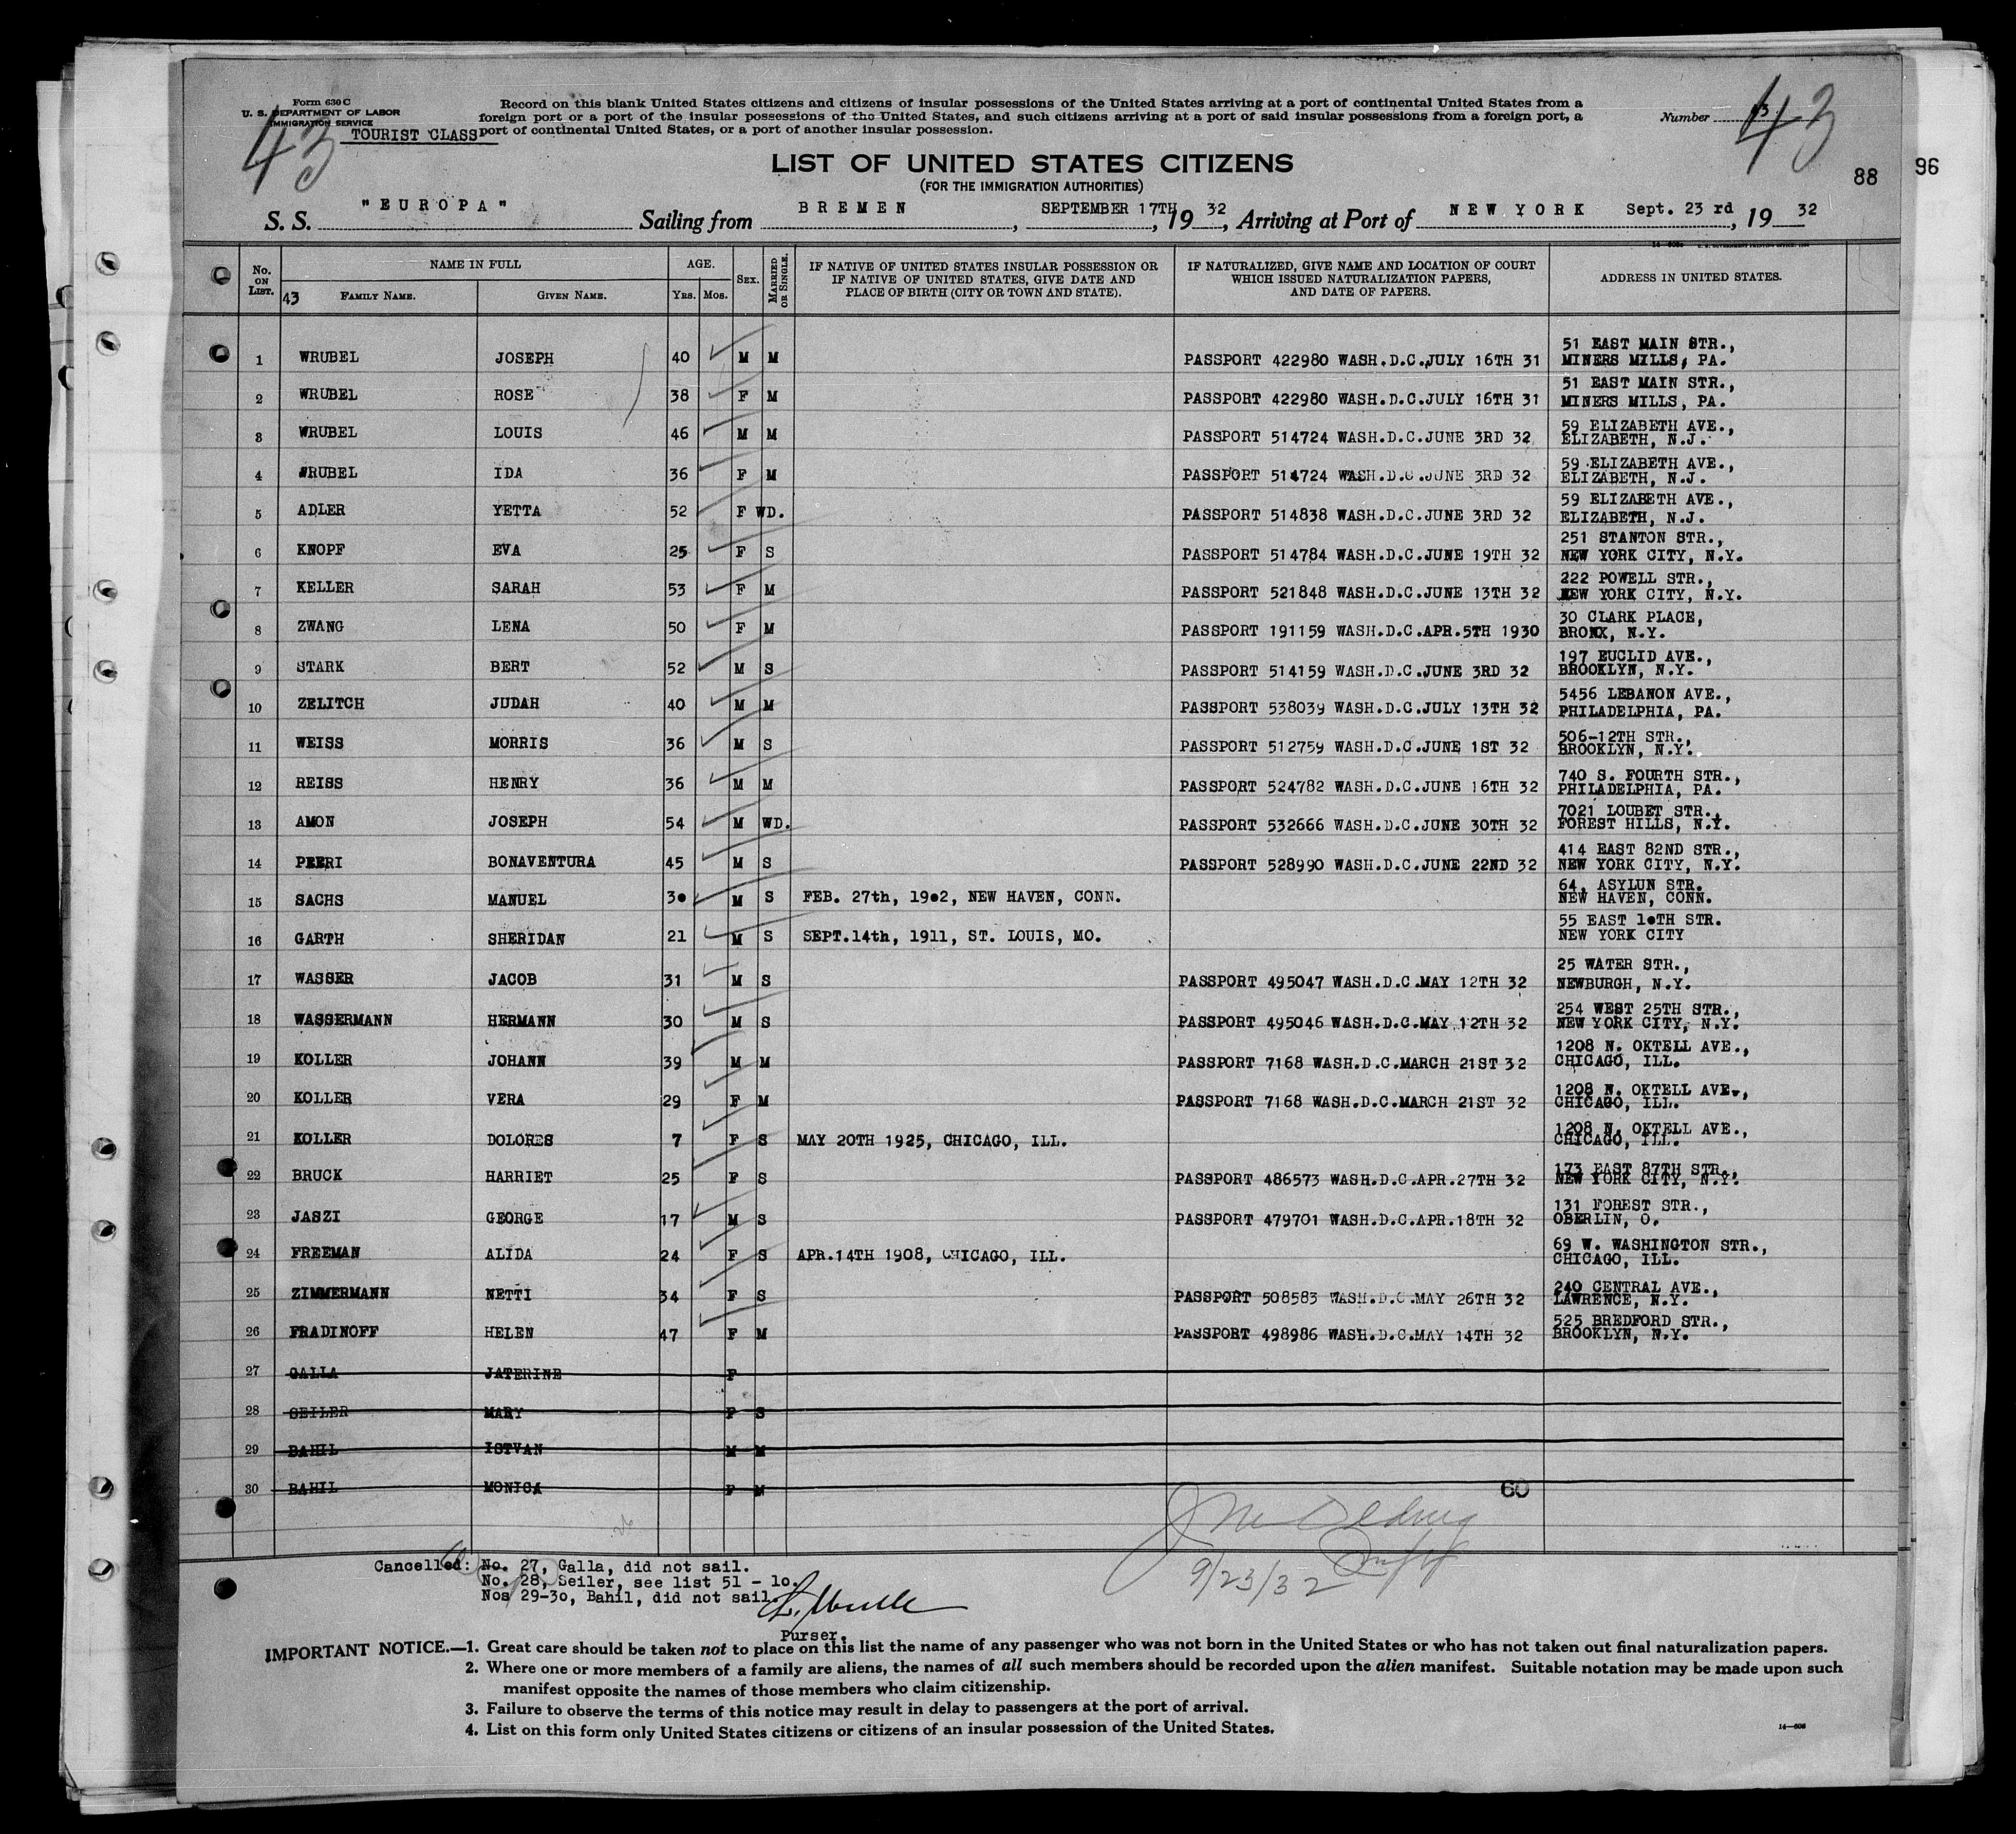 Form 630 C
U. S. DEPARTMENT OF LABOR
IMMIGRATION SERVICE
TOURIST CLASS
43
Record on this blank United States citizens and citizens of insular possessions of the United States arriving at a port of continental United States from a
foreign port or a port of the insular possessions of the United States, and such citizens arriving at a port of said insular possessions from a foreign port, a
port of continental United States, or a port of another insular possession.
Number 43
43
LIST OF UNITED STATES CITIZENS
(FOR THE IMMIGRATION AUTHORITIES)
88 96
S. S. "EUROPA" Sailing from BREMEN, SEPTEMBER 17TH, 19 32, Arriving at Port of NEW YORK Sept. 23 rd, 19 32
No. ON LIST. NAME IN FULL AGE. Sex. MARRIED OR SINGLE. IF NATIVE OF UNITED STATES INSULAR POSSESSION OR IF NATIVE OF UNITED STATES, GIVE DATE AND PLACE OF BIRTH (CITY OR TOWN AND STATE). IF NATURALIZED, GIVE NAME AND LOCATION OF COURT WHICH ISSUED NATURALIZATION PAPERS, AND DATE OF PAPERS. ADDRESS IN UNITED STATES.
43 FAMILY NAME. GIVEN NAME. Yrs. Mos.
1 WRUBEL JOSEPH 40 M M PASSPORT 422980 WASH.D.C.JULY 16TH 31 51 EAST MAIN STR., MINERS MILLS, PA.
2 WRUBEL ROSE 38 F M PASSPORT 422980 WASH.D.C.JULY 16TH 31 51 EAST MAIN STR., MINERS MILLS, PA.
3 WRUBEL LOUIS 46 M M PASSPORT 514724 WASH.D.C.JUNE 3RD 32 59 ELIZABETH AVE., ELIZABETH, N.J.
4 WRUBEL IDA 36 F M PASSPORT 514724 WASH.D.C.JUNE 3RD 32 59 ELIZABETH AVE., ELIZABETH, N.J.
5 ADLER YETTA 52 F WD. PASSPORT 514838 WASH.D.C.JUNE 3RD 32 59 ELIZABETH AVE., ELIZABETH, N.J.
6 KNOPF EVA 25 F S PASSPORT 514784 WASH.D.C.JUNE 19TH 32 251 STANTON STR., NEW YORK CITY, N.Y.
7 KELLER SARAH 53 F M PASSPORT 521848 WASH.D.C.JUNE 13TH 32 222 POWELL STR., NEW YORK CITY, N.Y.
8 ZWANG LENA 50 F M PASSPORT 191159 WASH.D.C.APR.5TH 1930 30 CLARK PLACE, BRONX, N.Y.
9 STARK BERT 52 M S PASSPORT 514159 WASH.D.C.JUNE 3RD 32 197 EUCLID AVE., BROOKLYN, N.Y.
10 ZELITCH JUDAH 40 M M PASSPORT 538039 WASH.D.C.JULY 13TH 32 5456 LEBANON AVE., PHILADELPHIA, PA.
11 WEISS MORRIS 36 M S PASSPORT 512759 WASH.D.C.JUNE 1ST 32 506-12TH STR., BROOKLYN, N.Y.
12 REISS HENRY 36 M M PASSPORT 524782 WASH.D.C.JUNE 16TH 32 740 S. FOURTH STR., PHILADELPHIA, PA.
13 AMON JOSEPH 54 M WD. PASSPORT 532666 WASH.D.C.JUNE 30TH 32 7021 LOUBET STR., FOREST HILLS, N.Y.
14 PEERI BONAVENTURA 45 M S PASSPORT 528990 WASH.D.C.JUNE 22ND 32 414 EAST 82ND STR., NEW YORK CITY, N.Y.
15 SACHS MANUEL 30 M S FEB. 27th, 1902, NEW HAVEN, CONN. 64, ASYLUN STR. NEW HAVEN, CONN.
16 GARTH SHERIDAN 21 M S SEPT.14th, 1911, ST. LOUIS, MO. 55 EAST 10TH STR. NEW YORK CITY
17 WASSER JACOB 31 M S PASSPORT 495047 WASH.D.C.MAY 12TH 32 25 WATER STR., NEWBURGH, N.Y.
18 WASSERMANN HERMANN 30 M S PASSPORT 495046 WASH.D.C.MAY 12TH 32 254 WEST 25TH STR., NEW YORK CITY, N.Y.
19 KOLLER JOHANN 39 M M PASSPORT 7168 WASH.D.C.MARCH 21ST 32 1208 N. OKTELL AVE., CHICAGO, ILL.
20 KOLLER VERA 29 F M PASSPORT 7168 WASH.D.C.MARCH 21ST 32 1208 N. OKTELL AVE., CHICAGO, ILL.
21 KOLLER DOLORES 7 F S MAY 20TH 1925, CHICAGO, ILL. 1208 N. OKTELL AVE., CHICAGO, ILL.
22 BRUCK HARRIET 25 F S PASSPORT 486573 WASH.D.C.APR.27TH 32 173 EAST 87TH STR., NEW YORK CITY, N.Y.
23 JASZI GEORGE 17 M S PASSPORT 479701 WASH.D.C.APR.18TH 32 131 FOREST STR., OBERLIN, O.
24 FREEMAN ALIDA 24 F S APR.14TH 1908, CHICAGO, ILL. 69 W. WASHINGTON STR., CHICAGO, ILL.
25 ZIMMERMANN NETTI 34 F S PASSPORT 508583 WASH.D.C.MAY 26TH 32 240 CENTRAL AVE., LAWRENCE, N.Y.
26 FRADINOFF HELEN 47 F M PASSPORT 498986 WASH.D.C.MAY 14TH 32 525 BREDFORD STR., BROOKLYN, N.Y.
27 GALLA JATERINE F
28 SEILER MARY F S
29 BAHIL ISTVAN M M
30 BAHIL MONICA F M
60
26
9/23/32
Cancelled: No. 27, Galla, did not sail.
No. 28, Seiler, see list 51 - 10.
Nos 29-30, Bahil, did not sail.
Purser.
IMPORTANT NOTICE.—1. Great care should be taken not to place on this list the name of any passenger who was not born in the United States or who has not taken out final naturalization papers.
2. Where one or more members of a family are aliens, the names of all such members should be recorded upon the alien manifest. Suitable notation may be made upon such
manifest opposite the names of those members who claim citizenship.
3. Failure to observe the terms of this notice may result in delay to passengers at the port of arrival.
4. List on this form only United States citizens or citizens of an insular possession of the United States.
14—608